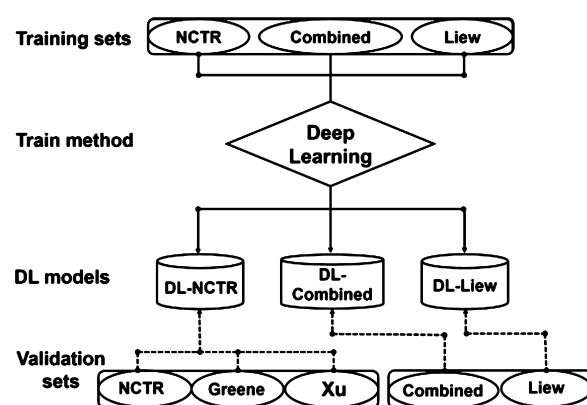 Training sets
NCTR
Combined
Liew
Train method
Deep
Learning
DL models
DL-NCTR
DL-
Combined
DL-Liew
Validation
sets
NCTR
Greene
Xu
Combined
Liew